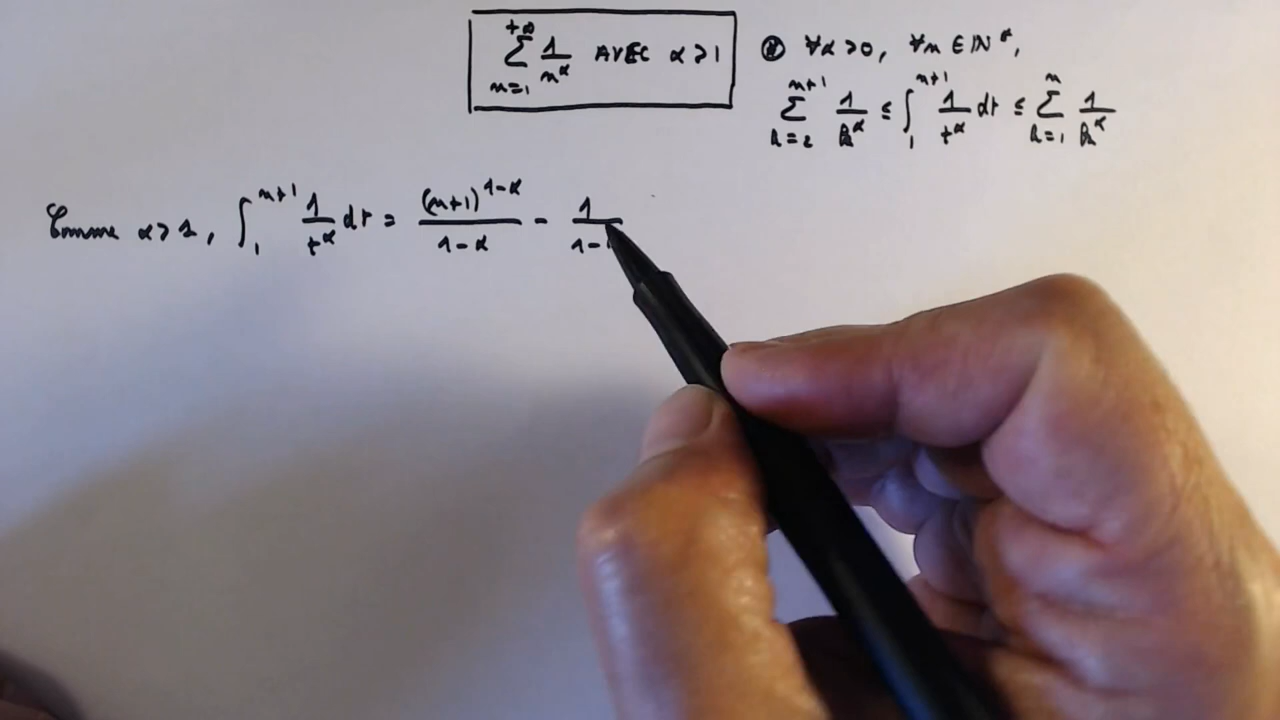 ∑_{n=1}^{+∞} 1/n^α AVEC α>1
⊛ ∀α>0, ∀n∈ℕ*,
∑_{k=2}^{n+1} 1/k^α ≤ ∫_1^{n+1} 1/t^α dt ≤ ∑_{k=1}^{n} 1/k^α
Comme α>1, ∫_1^{n+1} 1/t^α dt = (n+1)^{1-α}/(1-α) - 1/(1-